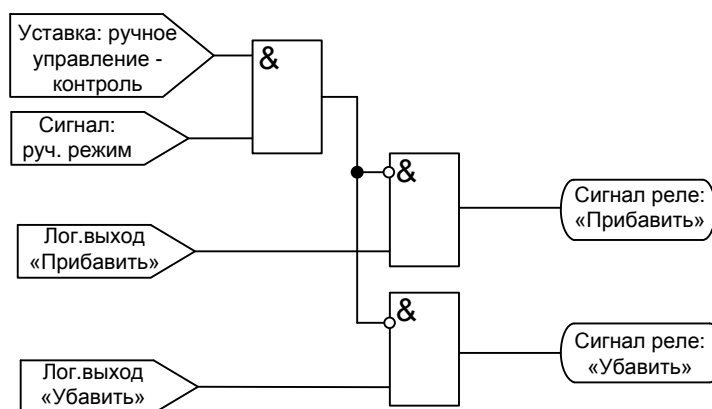 Уставка: ручное
управление -
контроль
&
Сигнал:
руч. режим
&
Сигнал реле:
«Прибавить»
Лог.выход
«Прибавить»
&
Сигнал реле:
«Убавить»
Лог.выход
«Убавить»